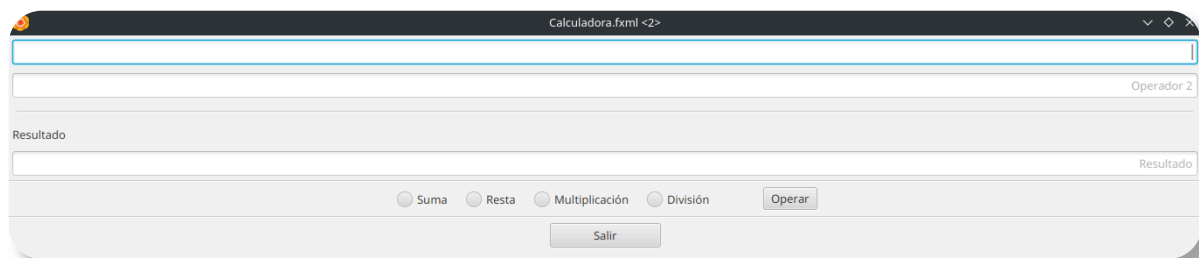 Calculadora.fxml <2>
Operador 2
Resultado
Resultado
Suma Resta Multiplicación División Operar
Salir